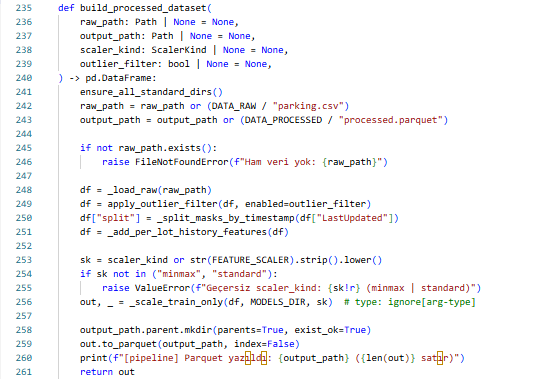 235 def build_processed_dataset(
236     raw_path: Path | None = None,
237     output_path: Path | None = None,
238     scaler_kind: ScalerKind | None = None,
239     outlier_filter: bool | None = None,
240 ) -> pd.DataFrame:
241     ensure_all_standard_dirs()
242     raw_path = raw_path or (DATA_RAW / "parking.csv")
243     output_path = output_path or (DATA_PROCESSED / "processed.parquet")
244
245     if not raw_path.exists():
246         raise FileNotFoundError(f"Ham veri yok: {raw_path}")
247
248     df = _load_raw(raw_path)
249     df = apply_outlier_filter(df, enabled=outlier_filter)
250     df["split"] = _split_masks_by_timestamp(df["LastUpdated"])
251     df = _add_per_lot_history_features(df)
252
253     sk = scaler_kind or str(FEATURE_SCALER).strip().lower()
254     if sk not in ("minmax", "standard"):
255         raise ValueError(f"Geçersiz scaler_kind: {sk!r} (minmax | standard)")
256     out, _ = _scale_train_only(df, MODELS_DIR, sk)  # type: ignore[arg-type]
257
258     output_path.parent.mkdir(parents=True, exist_ok=True)
259     out.to_parquet(output_path, index=False)
260     print(f"[pipeline] Parquet yazıldı: {output_path} ({len(out)} satır)")
261     return out